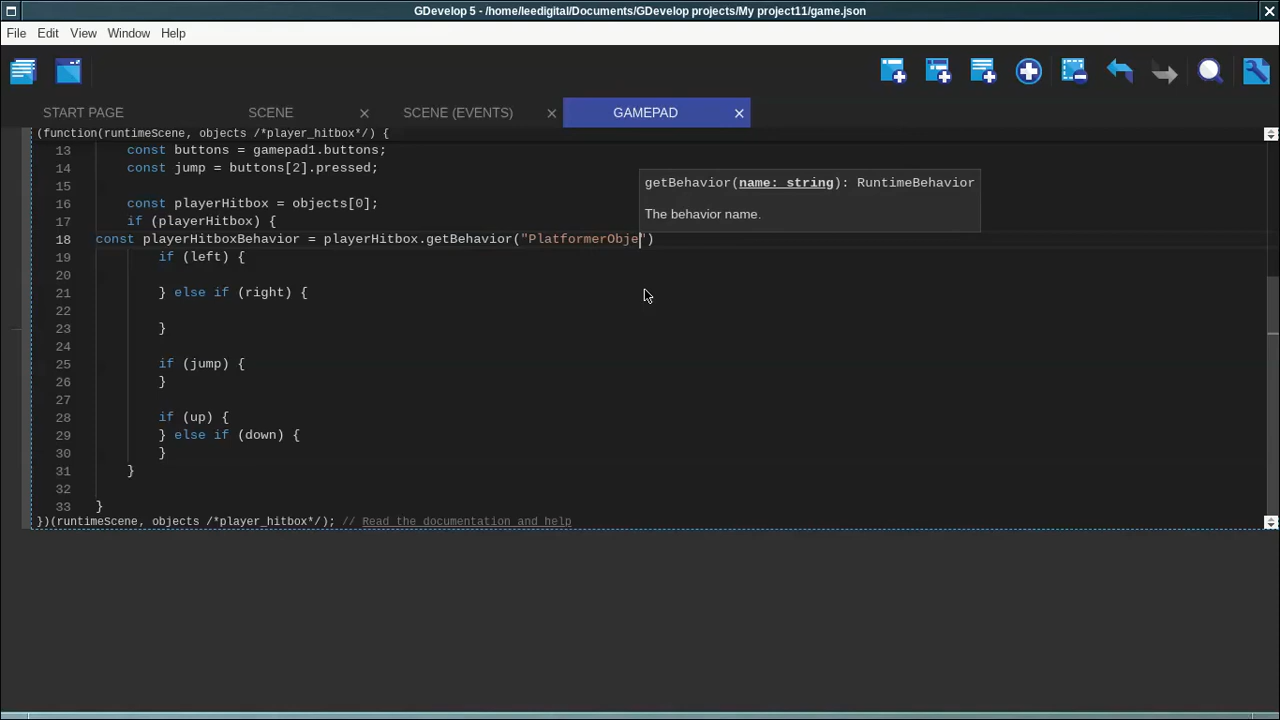 GDevelop 5 - /home/leedigital/Documents/GDevelop projects/My project11/game.json
File Edit View Window Help
START PAGE SCENE SCENE (EVENTS) GAMEPAD
(function(runtimeScene, objects /*player_hitbox*/) {
13 const buttons = gamepad1.buttons;
14 const jump = buttons[2].pressed;
15
16 const playerHitbox = objects[0];
17 if (playerHitbox) {
18 const playerHitboxBehavior = playerHitbox.getBehavior("PlatformerObje")
19 if (left) {
20
21 } else if (right) {
22
23 }
24
25 if (jump) {
26 }
27
28 if (up) {
29 } else if (down) {
30 }
31 }
32
33 }
})(runtimeScene, objects /*player_hitbox*/); // Read the documentation and help
getBehavior(name: string): RuntimeBehavior
The behavior name.